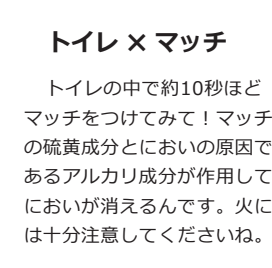 トイレ × マッチ
トイレの中で約10秒ほど
マッチをつけてみて！マッチ
の硫黄成分とにおいの原因で
あるアルカリ成分が作用して
においが消えるんです。火に
は十分注意してくださいね。